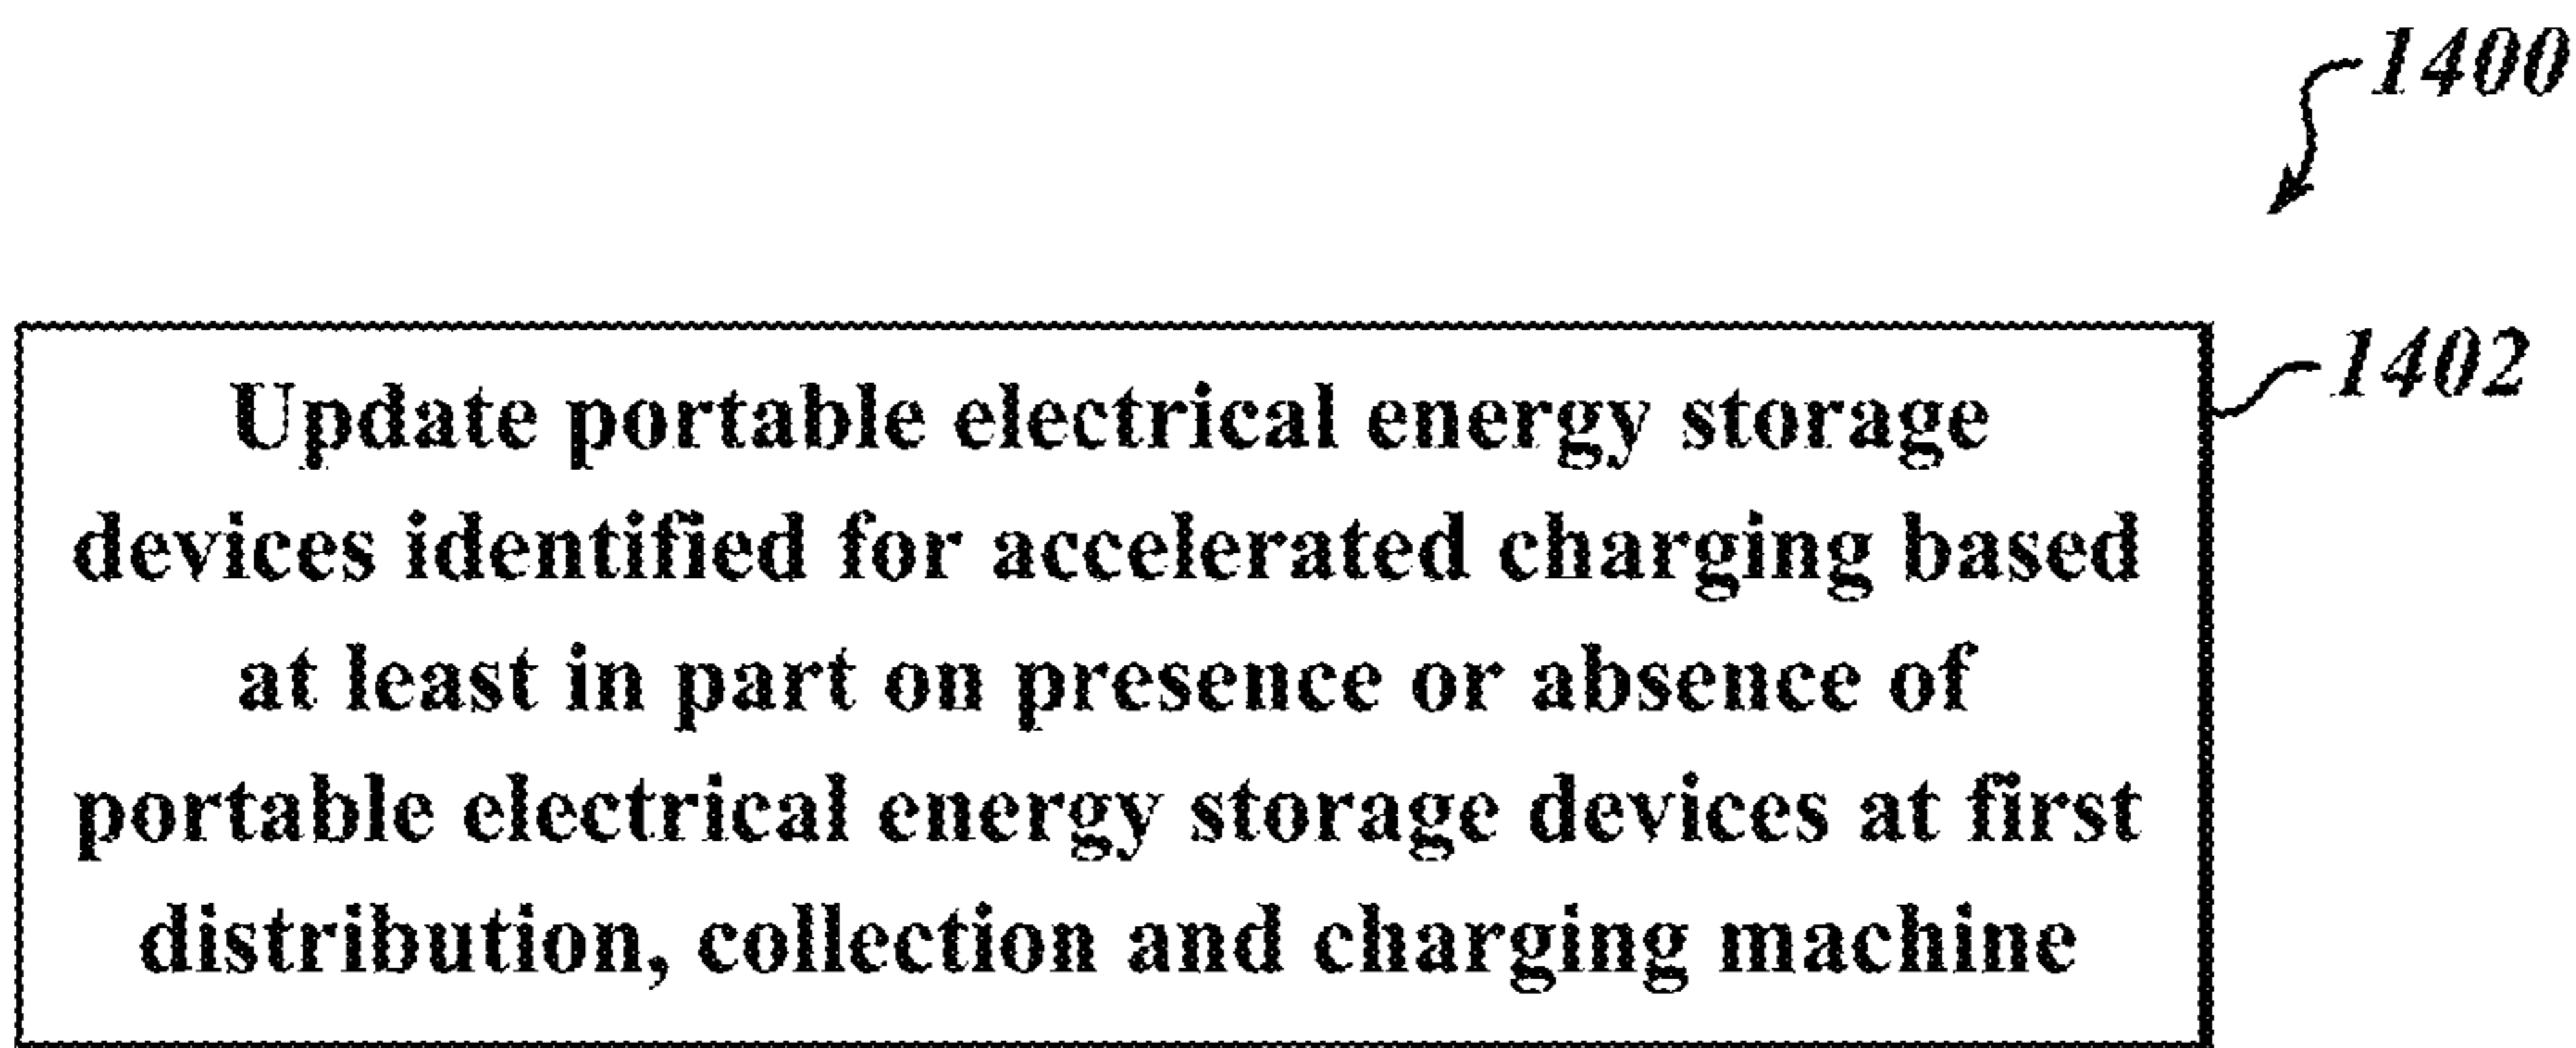 1400
1402
Update portable electrical energy storage
devices identified for accelerated charging based
at least in part on presence or absence of
portable electrical energy storage devices at first
distribution, collection and charging machine